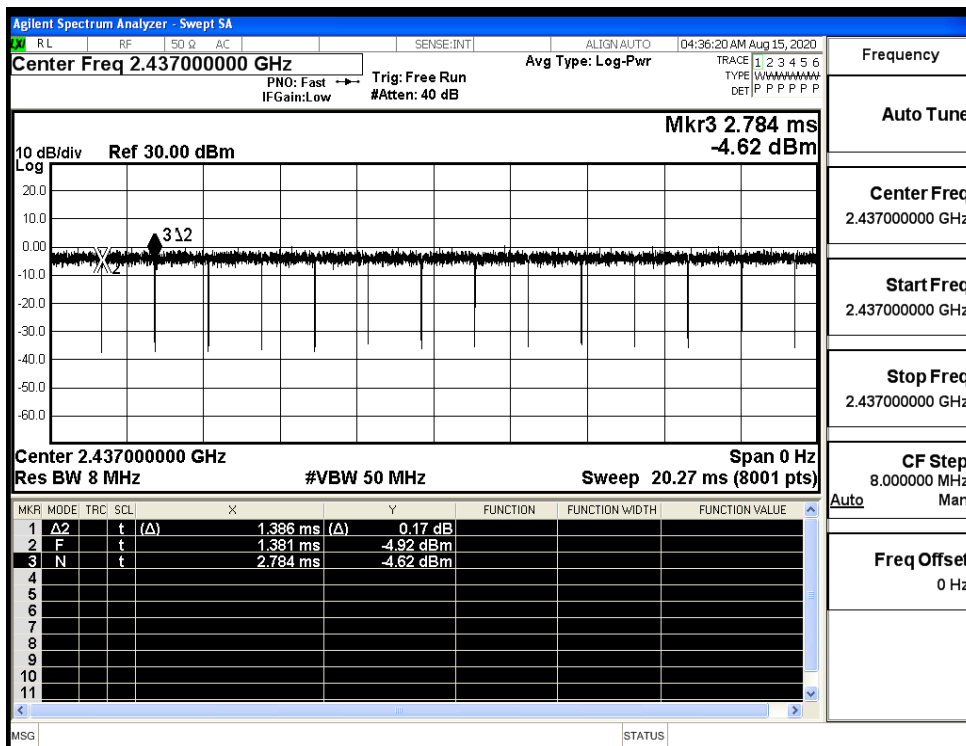 Agilent Spectrum Analyzer - Swept SA
LXI RL RF 50 Ω AC SENSE:INT ALIGN AUTO 04:36:20 AM Aug 15, 2020
Center Freq 2.437000000 GHz
PNO: Fast
IFGain:Low
Trig: Free Run
#Atten: 40 dB
Avg Type: Log-Pwr
TRACE 1 2 3 4 5 6
TYPE WWWWWW
DET P P P P P P
Mkr3 2.784 ms
-4.62 dBm
10 dB/div Ref 30.00 dBm
Log
20.0
10.0
0.00
-10.0
-20.0
-30.0
-40.0
-50.0
-60.0
3Δ2
2
Center 2.437000000 GHz Span 0 Hz
Res BW 8 MHz #VBW 50 MHz Sweep 20.27 ms (8001 pts)
MKR MODE TRC SCL X Y FUNCTION FUNCTION WIDTH FUNCTION VALUE
1 Δ2 t (Δ) 1.386 ms (Δ) 0.17 dB
2 F t 1.381 ms -4.92 dBm
3 N t 2.784 ms -4.62 dBm
4
5
6
7
8
9
10
11
MSG STATUS
Frequency
Auto Tune
Center Freq
2.437000000 GHz
Start Freq
2.437000000 GHz
Stop Freq
2.437000000 GHz
CF Step
8.000000 MHz
Auto Man
Freq Offset
0 Hz